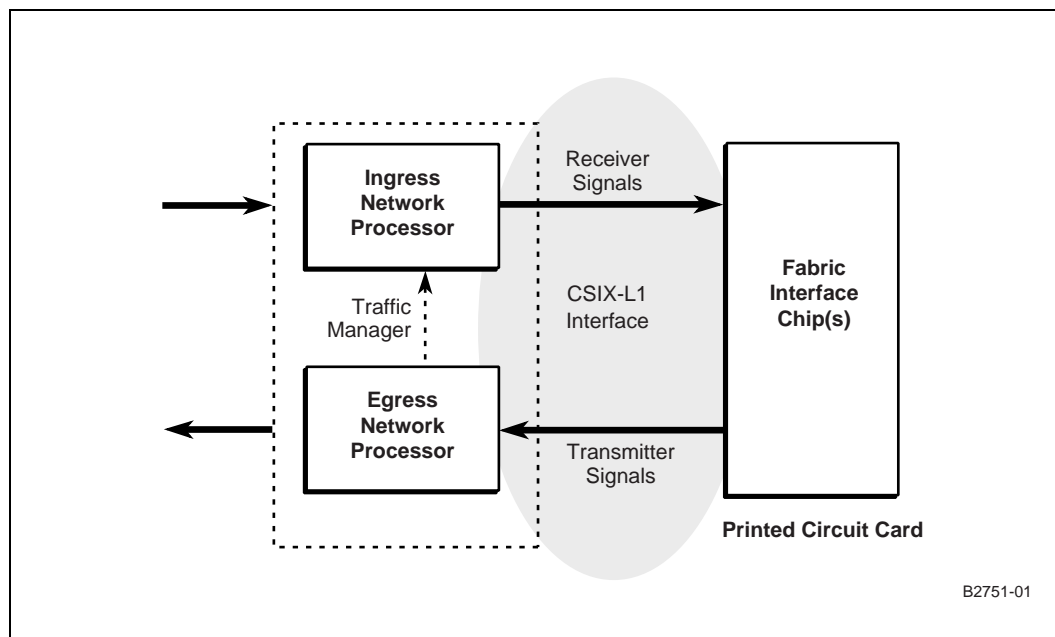 Ingress
Network
Processor
Receiver
Signals
Traffic
Manager
CSIX-L1
Interface
Fabric
Interface
Chip(s)
Egress
Network
Processor
Transmitter
Signals
Printed Circuit Card
B2751-01